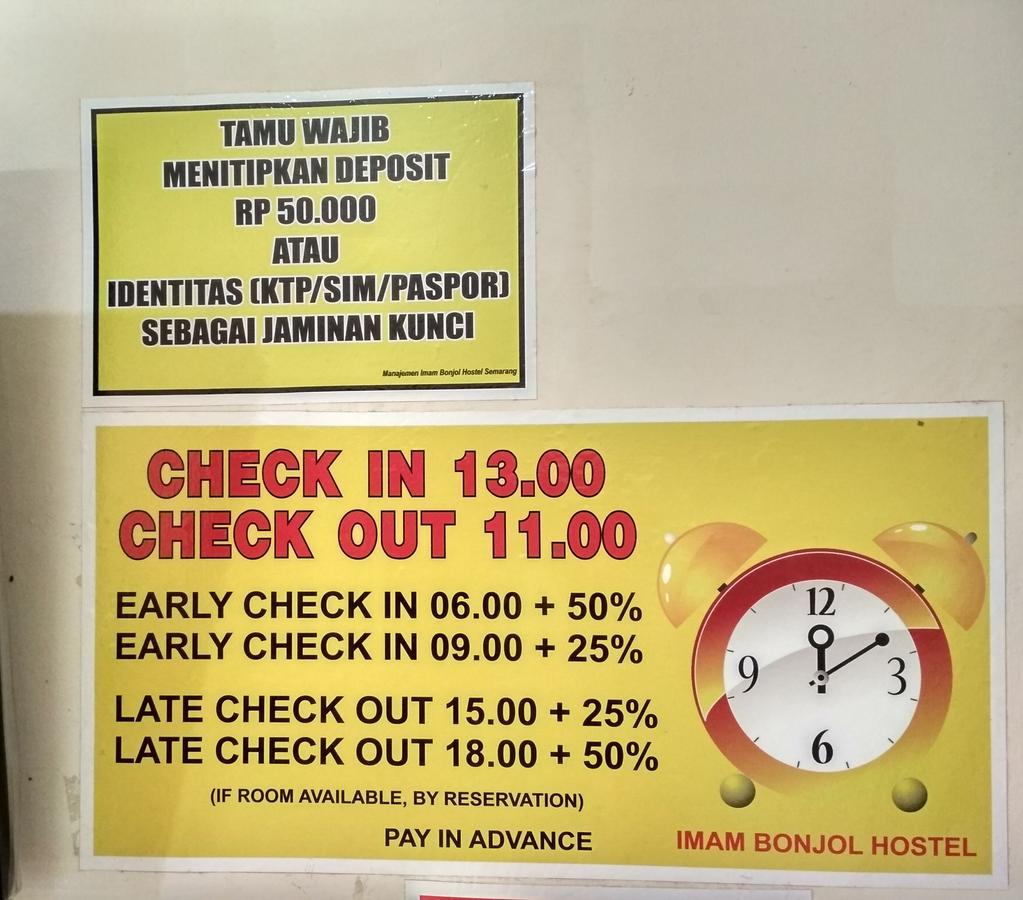 TAMU WAJIB
MENITIPKAN DEPOSIT
RP 50.000
ATAU
IDENTITAS (KTP/SIM/PASPOR)
SEBAGAI JAMINAN KUNCI
Manajemen Imam Bonjol Hostel Semarang
CHECK IN 13.00
CHECK OUT 11.00
EARLY CHECK IN 06.00 + 50%
EARLY CHECK IN 09.00 + 25%
LATE CHECK OUT 15.00 + 25%
LATE CHECK OUT 18.00 + 50%
(IF ROOM AVAILABLE, BY RESERVATION)
PAY IN ADVANCE
12
9
3
6
IMAM BONJOL HOSTEL